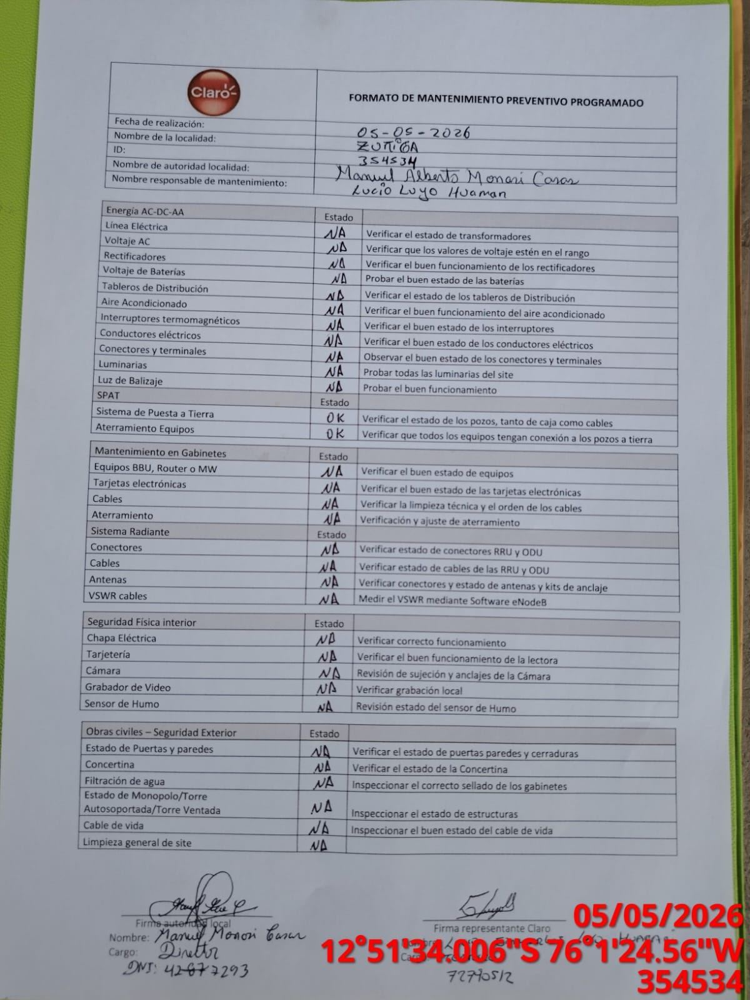 Claro
FORMATO DE MANTENIMIENTO PREVENTIVO PROGRAMADO
Fecha de realización: 05-05-2026
Nombre de la localidad: ZUÑIGA
ID: 354534
Nombre de autoridad localidad: Manuel Alberto Monari Casas
Nombre responsable de mantenimiento: Lucio Luyo Huaman
Energía AC-DC-AA Estado
Línea Eléctrica NA Verificar el estado de transformadores
Voltaje AC NA Verificar que los valores de voltaje estén en el rango
Rectificadores NA Verificar el buen funcionamiento de los rectificadores
Voltaje de Baterías NA Probar el buen estado de las baterías
Tableros de Distribución NA Verificar el estado de los tableros de Distribución
Aire Acondicionado NA Verificar el buen funcionamiento del aire acondicionado
Interruptores termomagnéticos NA Verificar el buen estado de los interruptores
Conductores eléctricos NA Verificar el buen estado de los conductores eléctricos
Conectores y terminales NA Observar el buen estado de los conectores y terminales
Luminarias NA Probar todas las luminarias del site
Luz de Balizaje NA Probar el buen funcionamiento
SPAT Estado
Sistema de Puesta a Tierra OK Verificar el estado de los pozos, tanto de caja como cables
Aterramiento Equipos OK Verificar que todos los equipos tengan conexión a los pozos a tierra
Mantenimiento en Gabinetes Estado
Equipos BBU, Router o MW NA Verificar el buen estado de equipos
Tarjetas electrónicas NA Verificar el buen estado de las tarjetas electrónicas
Cables NA Verificar la limpieza técnica y el orden de los cables
Aterramiento NA Verificación y ajuste de aterramiento
Sistema Radiante Estado
Conectores NA Verificar estado de conectores RRU y ODU
Cables NA Verificar estado de cables de las RRU y ODU
Antenas NA Verificar conectores y estado de antenas y kits de anclaje
VSWR cables NA Medir el VSWR mediante Software eNodeB
Seguridad Física interior Estado
Chapa Eléctrica NA Verificar correcto funcionamiento
Tarjetería NA Verificar el buen funcionamiento de la lectora
Cámara NA Revisión de sujeción y anclajes de la Cámara
Grabador de Video NA Verificar grabación local
Sensor de Humo NA Revisión estado del sensor de Humo
Obras civiles – Seguridad Exterior Estado
Estado de Puertas y paredes NA Verificar el estado de puertas paredes y cerraduras
Concertina NA Verificar el estado de la Concertina
Filtración de agua NA Inspeccionar el correcto sellado de los gabinetes
Estado de Monopolo/Torre
Autosoportada/Torre Ventada NA Inspeccionar el estado de estructuras
Cable de vida NA Inspeccionar el buen estado del cable de vida
Limpieza general de site NA
Firma autoridad local
Nombre: Manuel Monari Casas
Cargo: Director
DNI: 42877293
Firma representante Claro
72790512
05/05/2026
12°51'34.006"S 76°1'24.56"W
354534